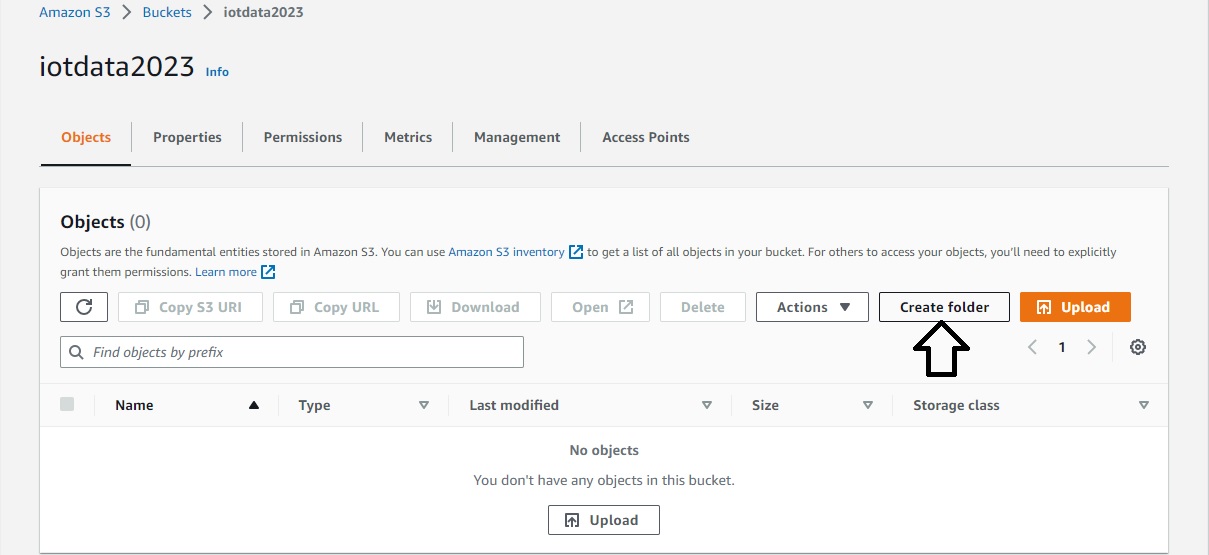 Amazon S3 > Buckets > iotdata2023
iotdata2023 Info
Objects Properties Permissions Metrics Management Access Points
Objects (0)
Objects are the fundamental entities stored in Amazon S3. You can use Amazon S3 inventory to get a list of all objects in your bucket. For others to access your objects, you’ll need to explicitly
grant them permissions. Learn more
Copy S3 URI Copy URL Download Open Delete Actions Create folder Upload
Find objects by prefix 1
Name Type Last modified Size Storage class
No objects
You don't have any objects in this bucket.
Upload